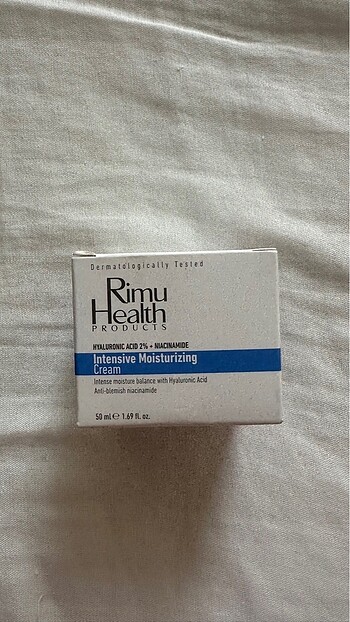 Dermatologically Tested
Rimu
Health
PRODUCTS
HYALURONIC ACID 2% + NIACINAMIDE
Intensive Moisturizing
Cream
Intense moisture balance with Hyaluronic Acid
Anti-blemish niacinamide
50 ml ℮ 1.69 fl. oz.